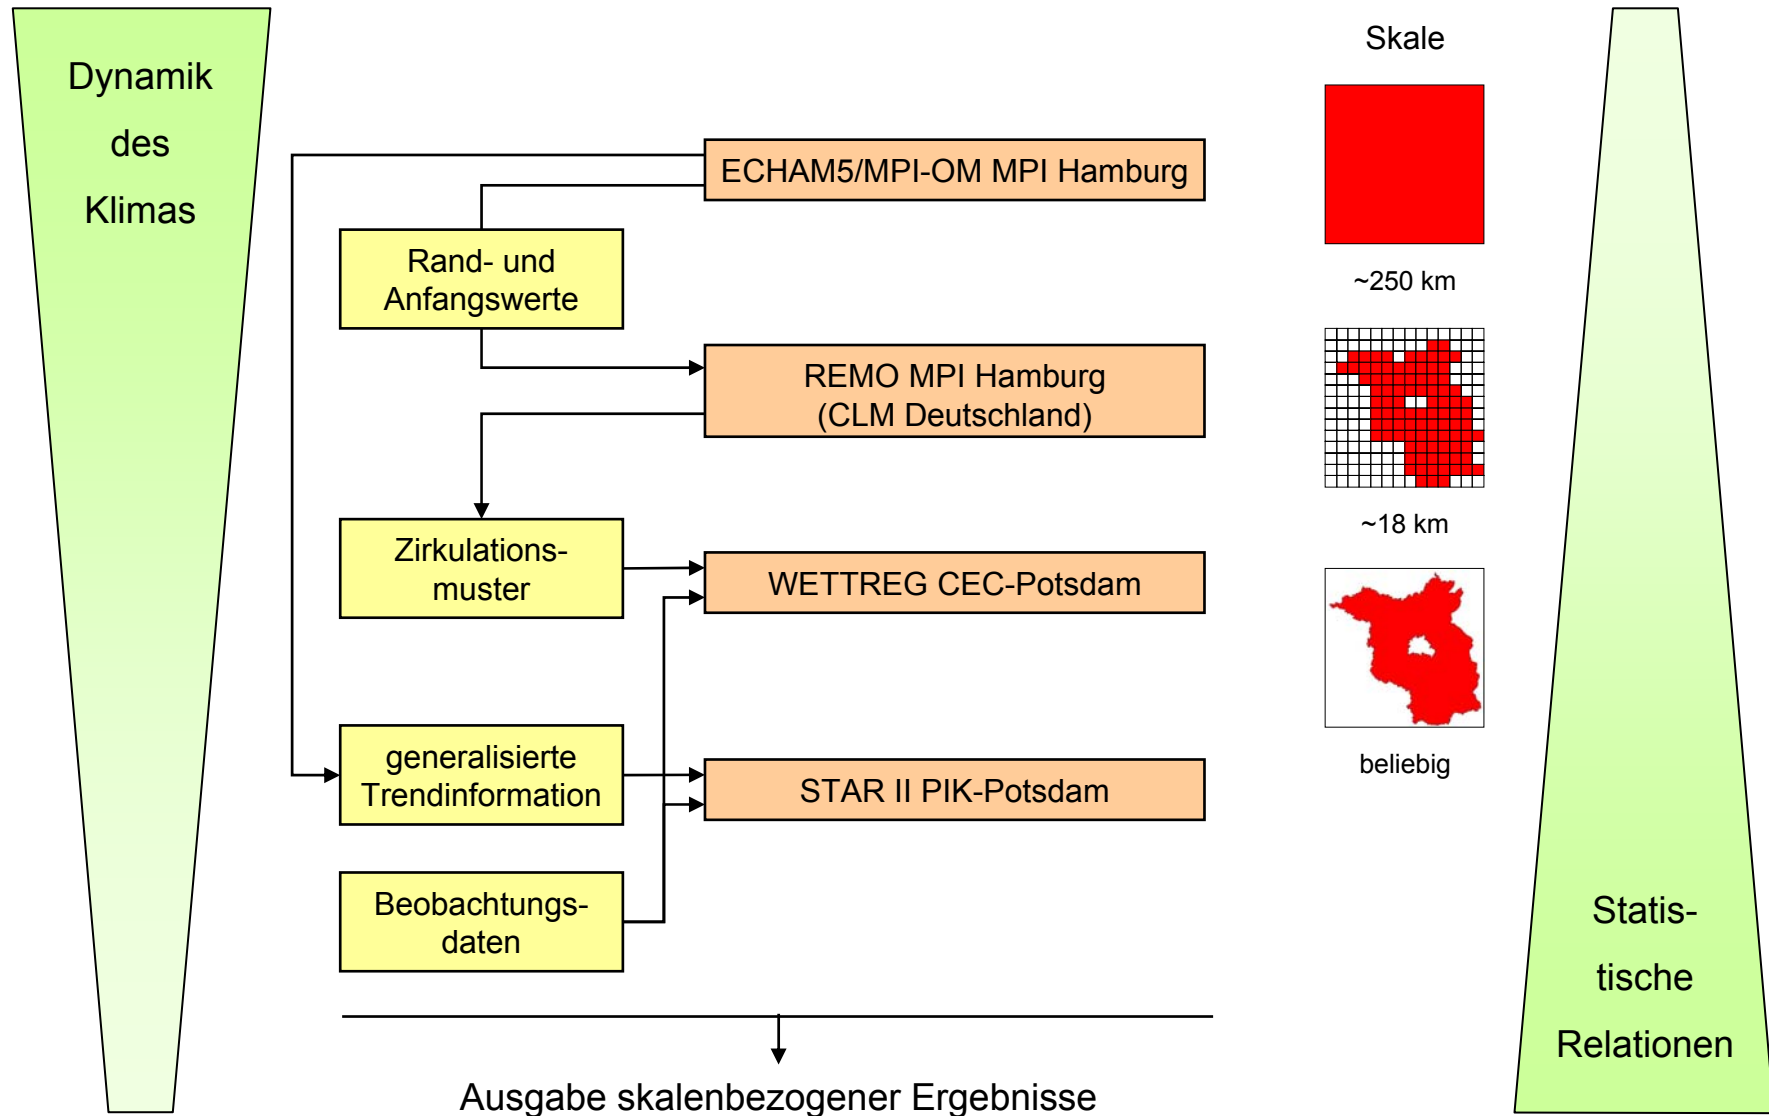 Dynamik
des
Klimas
ECHAM5/MPI-OM MPI Hamburg
Rand- und
Anfangswerte
REMO MPI Hamburg
(CLM Deutschland)
Zirkulations-
muster
WETTREG CEC-Potsdam
generalisierte
Trendinformation
STAR II PIK-Potsdam
Beobachtungs-
daten
Ausgabe skalenbezogener Ergebnisse
Skale
~250 km
~18 km
beliebig
Statis-
tische
Relationen